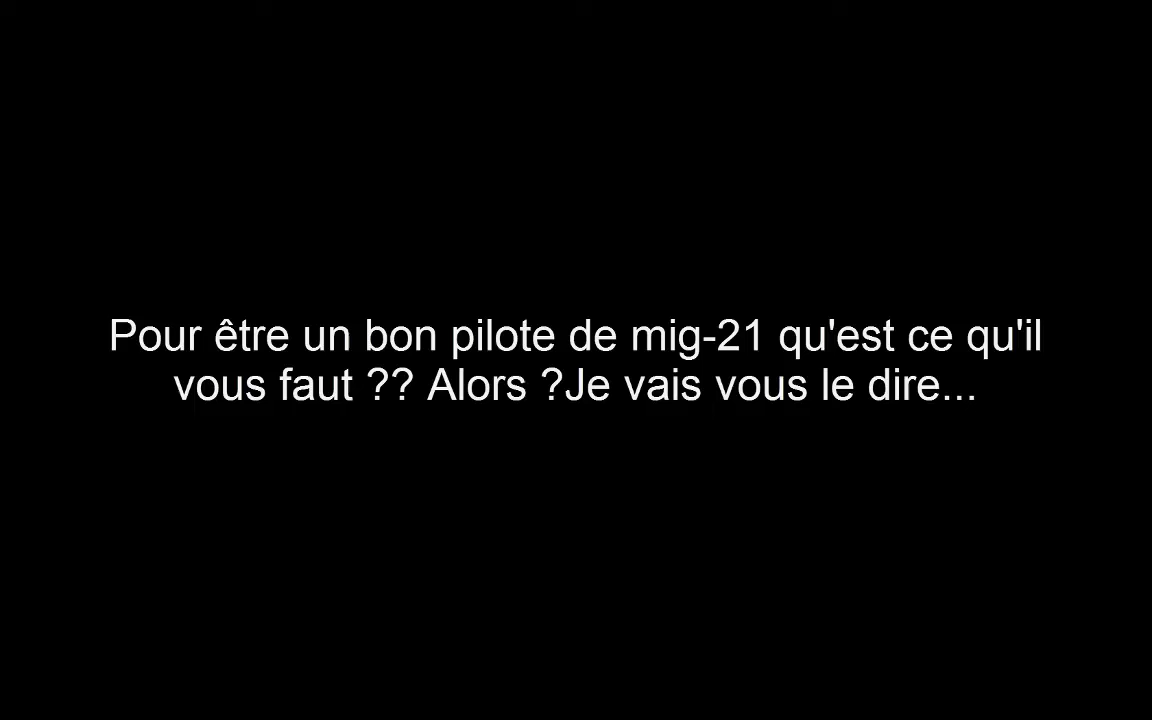 Pour être un bon pilote de mig-21 qu'est ce qu'il
vous faut ?? Alors ?Je vais vous le dire...